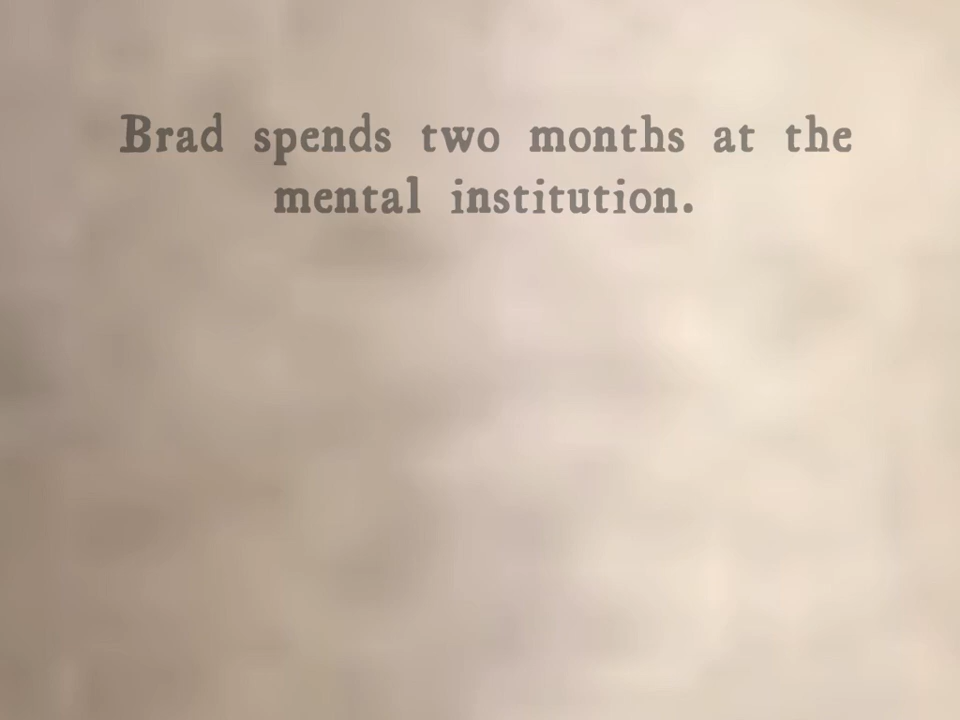 Brad spends two months at the
mental institution.